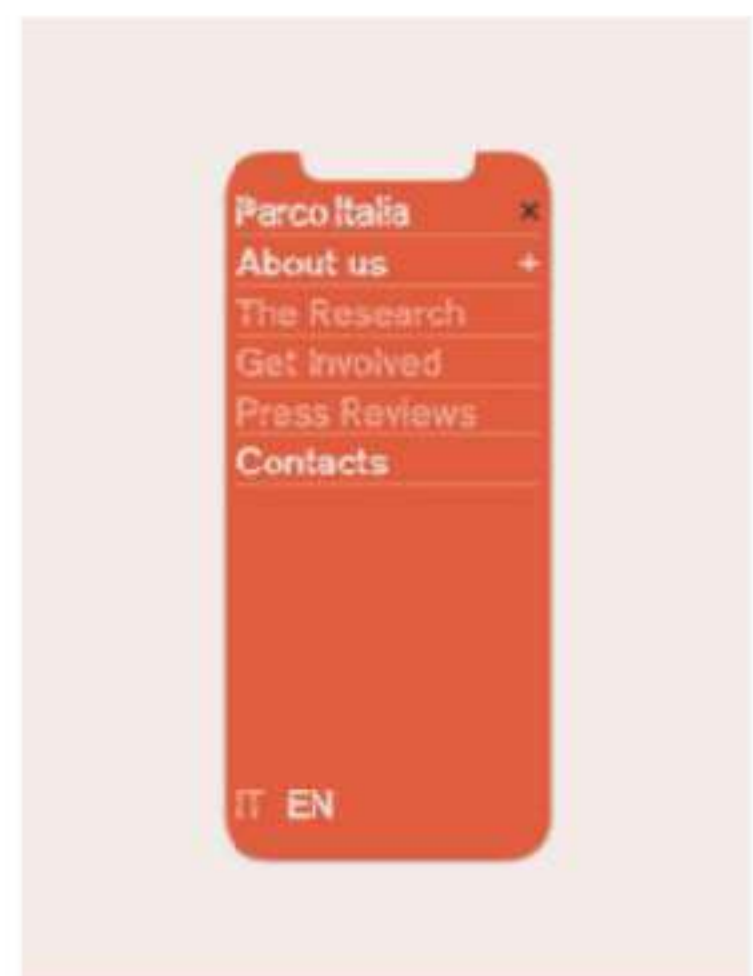 Parco Italia ×
About us +
The Research
Get Involved
Press Reviews
Contacts
IT EN